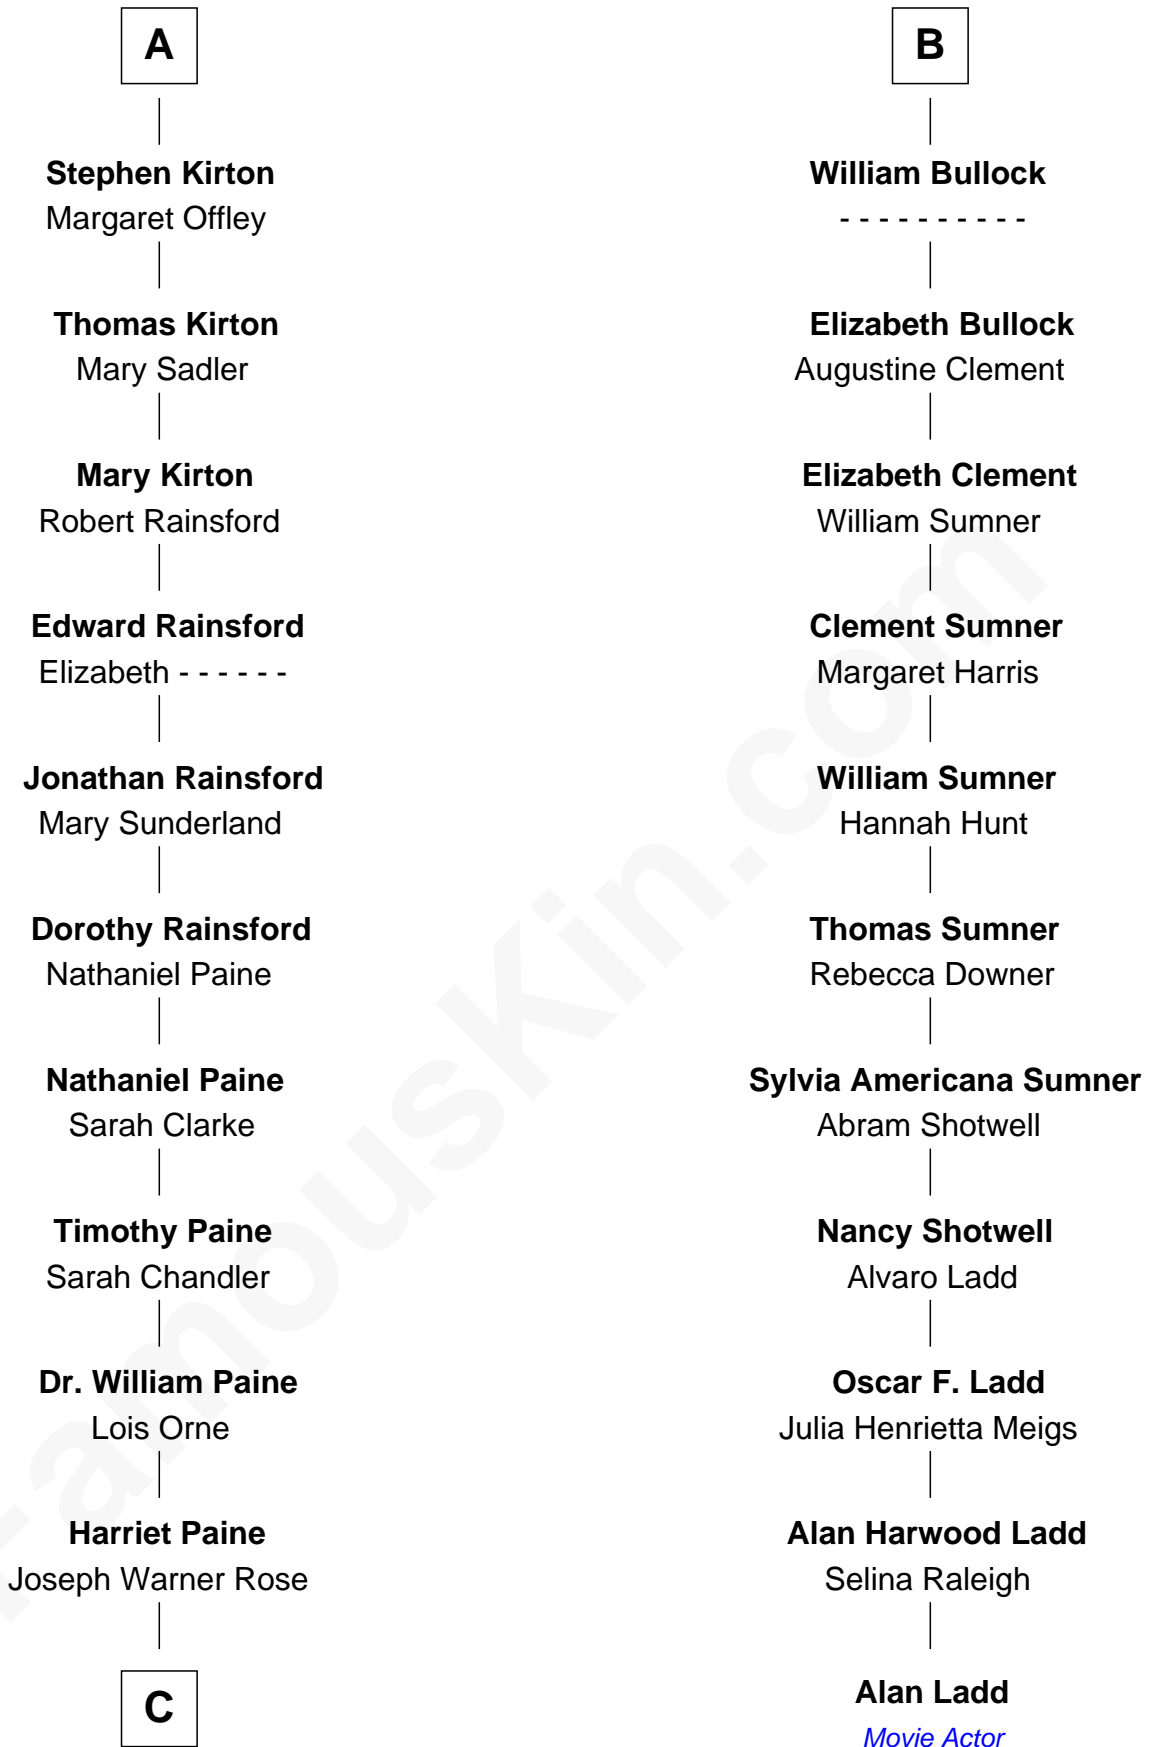 A
Stephen Kirton
Margaret Offley
Thomas Kirton
Mary Sadler
Mary Kirton
Robert Rainsford
Edward Rainsford
Elizabeth - - - - - -
Jonathan Rainsford
Mary Sunderland
Dorothy Rainsford
Nathaniel Paine
Nathaniel Paine
Sarah Clarke
Timothy Paine
Sarah Chandler
Dr. William Paine
Lois Orne
Harriet Paine
Joseph Warner Rose
C
B
William Bullock
- - - - - - - - - -
Elizabeth Bullock
Augustine Clement
Elizabeth Clement
William Sumner
Clement Sumner
Margaret Harris
William Sumner
Hannah Hunt
Thomas Sumner
Rebecca Downer
Sylvia Americana Sumner
Abram Shotwell
Nancy Shotwell
Alvaro Ladd
Oscar F. Ladd
Julia Henrietta Meigs
Alan Harwood Ladd
Selina Raleigh
Alan Ladd
Movie Actor
FamousKin.com